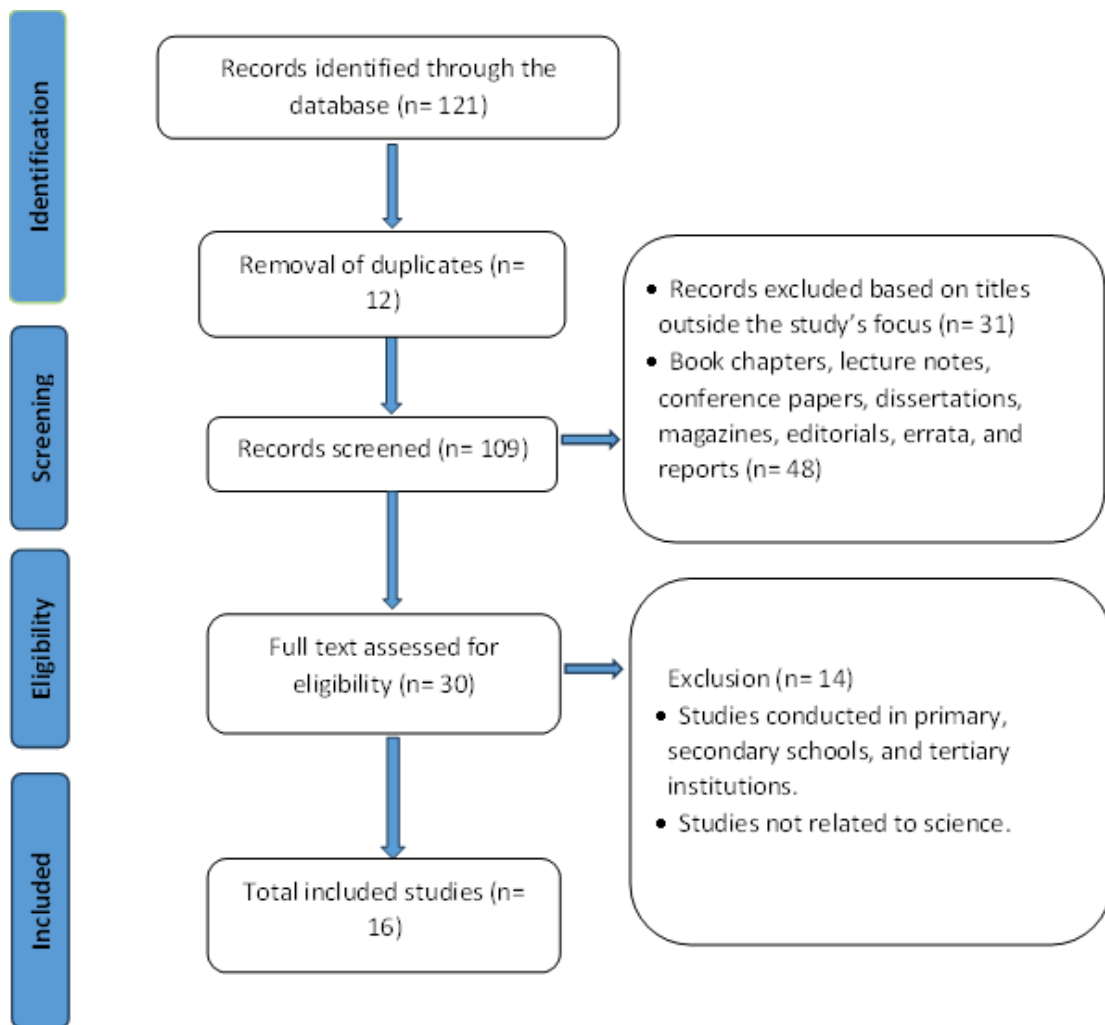 Identification
Records identified through the
database (n= 121)
Removal of duplicates (n=
12)
Screening
Records screened (n= 109)
• Records excluded based on titles
outside the study’s focus (n= 31)
• Book chapters, lecture notes,
conference papers, dissertations,
magazines, editorials, errata, and
reports (n= 48)
Eligibility
Full text assessed for
eligibility (n= 30)
Exclusion (n= 14)
• Studies conducted in primary,
secondary schools, and tertiary
institutions.
• Studies not related to science.
Included
Total included studies (n=
16)